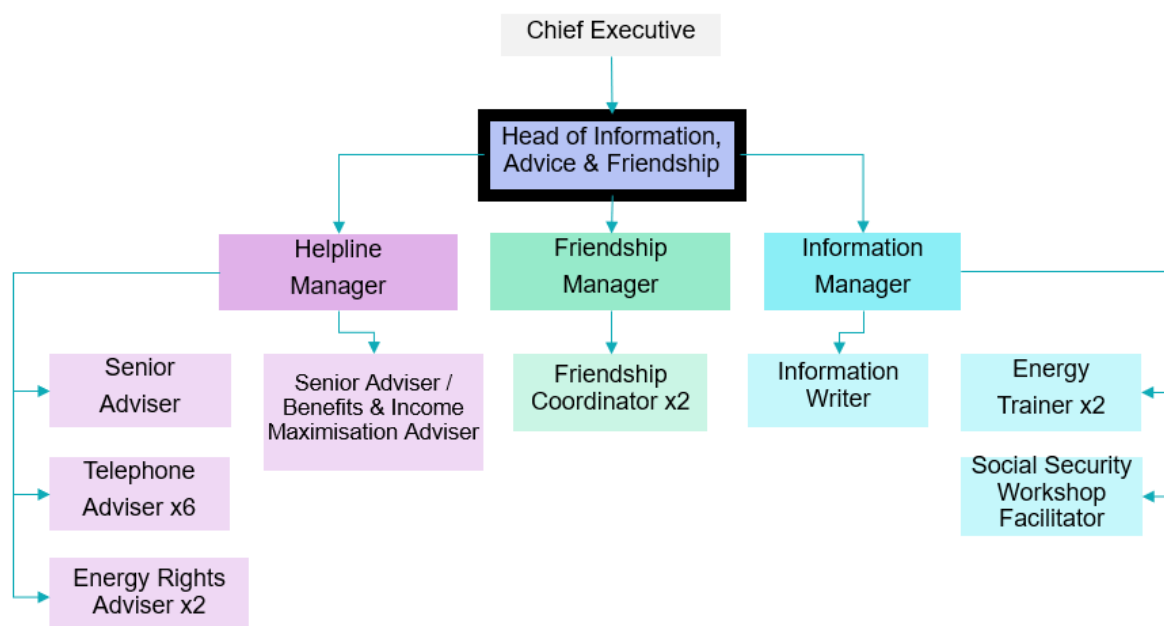 Chief Executive
Head of Information,
Advice & Friendship
Helpline
Manager
Friendship
Manager
Information
Manager
Senior
Adviser
Senior Adviser /
Benefits & Income
Maximisation Adviser
Friendship
Coordinator x2
Information
Writer
Energy
Trainer x2
Telephone
Adviser x6
Social Security
Workshop
Facilitator
Energy Rights
Adviser x2